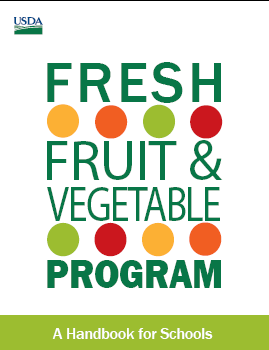 USDA
FRESH
FRUIT &
VEGETABLE
PROGRAM
A Handbook for Schools